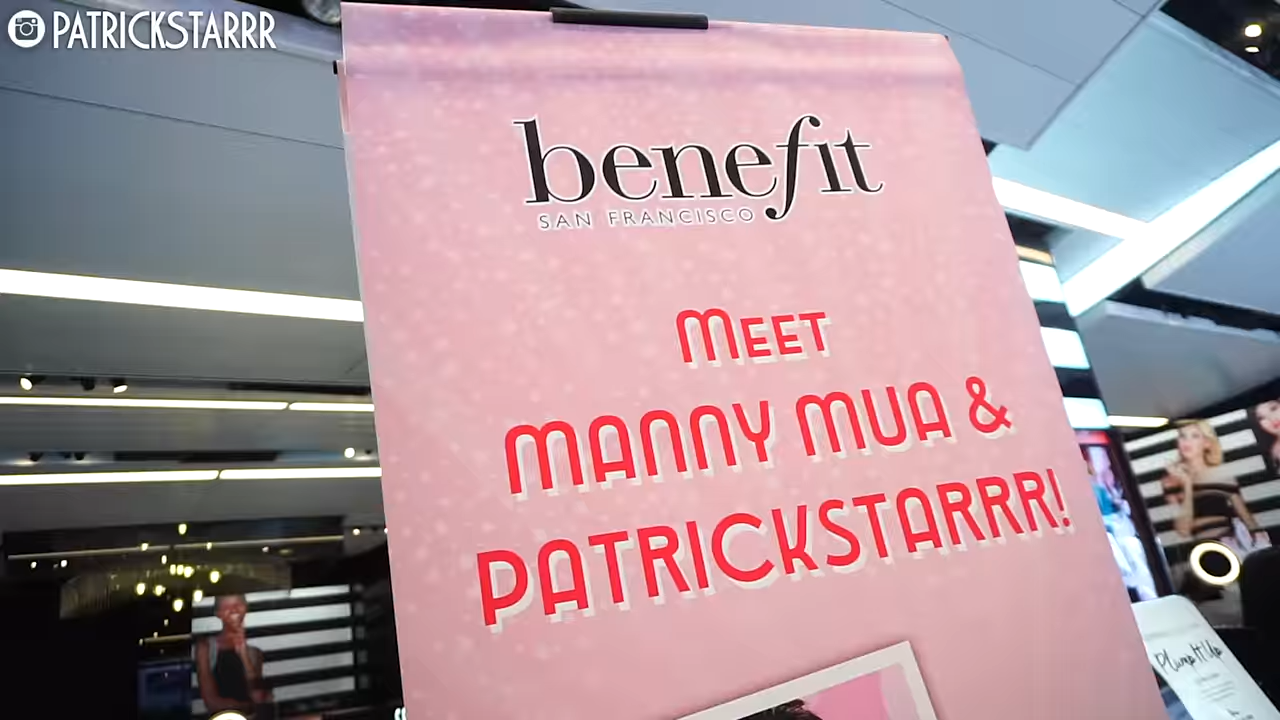 PATRICKSTARRR
benefit
SAN FRANCISCO
MEET
MANNY MUA &
PATRICKSTARRR!
Plump It Up